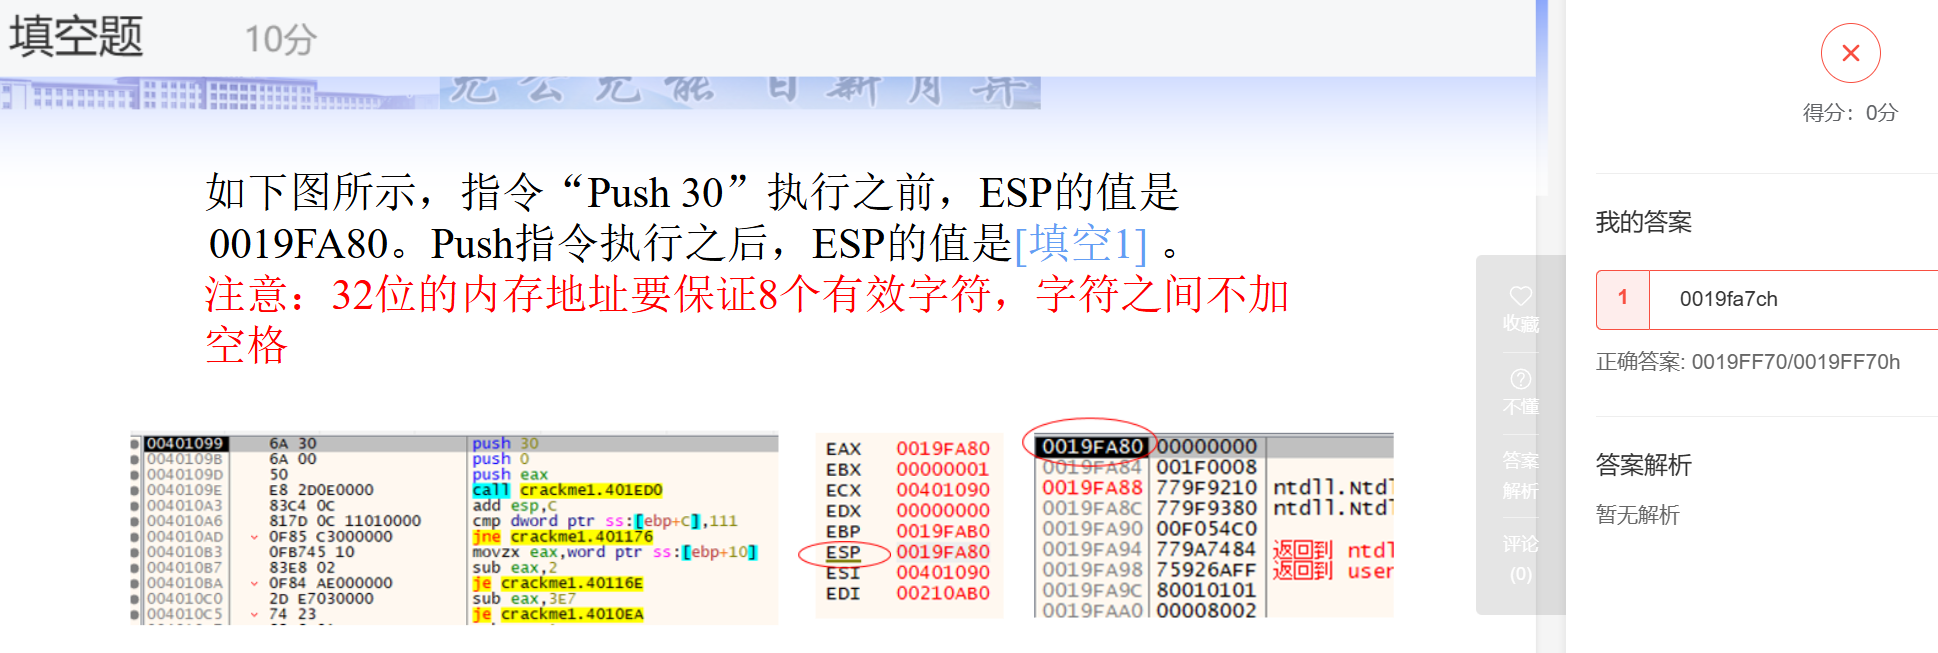 填空题 10分
允公允能 日新月异
如下图所示，指令“Push 30”执行之前，ESP的值是
0019FA80。Push指令执行之后，ESP的值是[填空1] 。
注意：32位的内存地址要保证8个有效字符，字符之间不加
空格
00401099 6A 30 push 30
0040109B 6A 00 push 0
0040109D 50 push eax
0040109E E8 2D0E0000 call crackme1.401ED0
004010A3 83C4 0C add esp,C
004010A6 817D 0C 11010000 cmp dword ptr ss:[ebp+C],111
004010AD 0F85 C3000000 jne crackme1.401176
004010B3 0FB745 10 movzx eax,word ptr ss:[ebp+10]
004010B7 83E8 02 sub eax,2
004010BA 0F84 AE000000 je crackme1.40116E
004010C0 2D E7030000 sub eax,3E7
004010C5 74 23 je crackme1.4010EA
EAX 0019FA80
EBX 00000001
ECX 00401090
EDX 00000000
EBP 0019FAB0
ESP 0019FA80
ESI 00401090
EDI 00210AB0
0019FA80 00000000
0019FA84 001F0008
0019FA88 779F9210 ntdll.Ntdl
0019FA8C 779F9380 ntdll.Ntdl
0019FA90 00F054C0
0019FA94 779A7484 返回到 ntdl
0019FA98 75926AFF 返回到 user
0019FA9C 80010101
0019FAA0 00008002
收藏
不懂
答案
解析
评论
(0)
得分：0分
我的答案
1 0019fa7ch
正确答案: 0019FF70/0019FF70h
答案解析
暂无解析